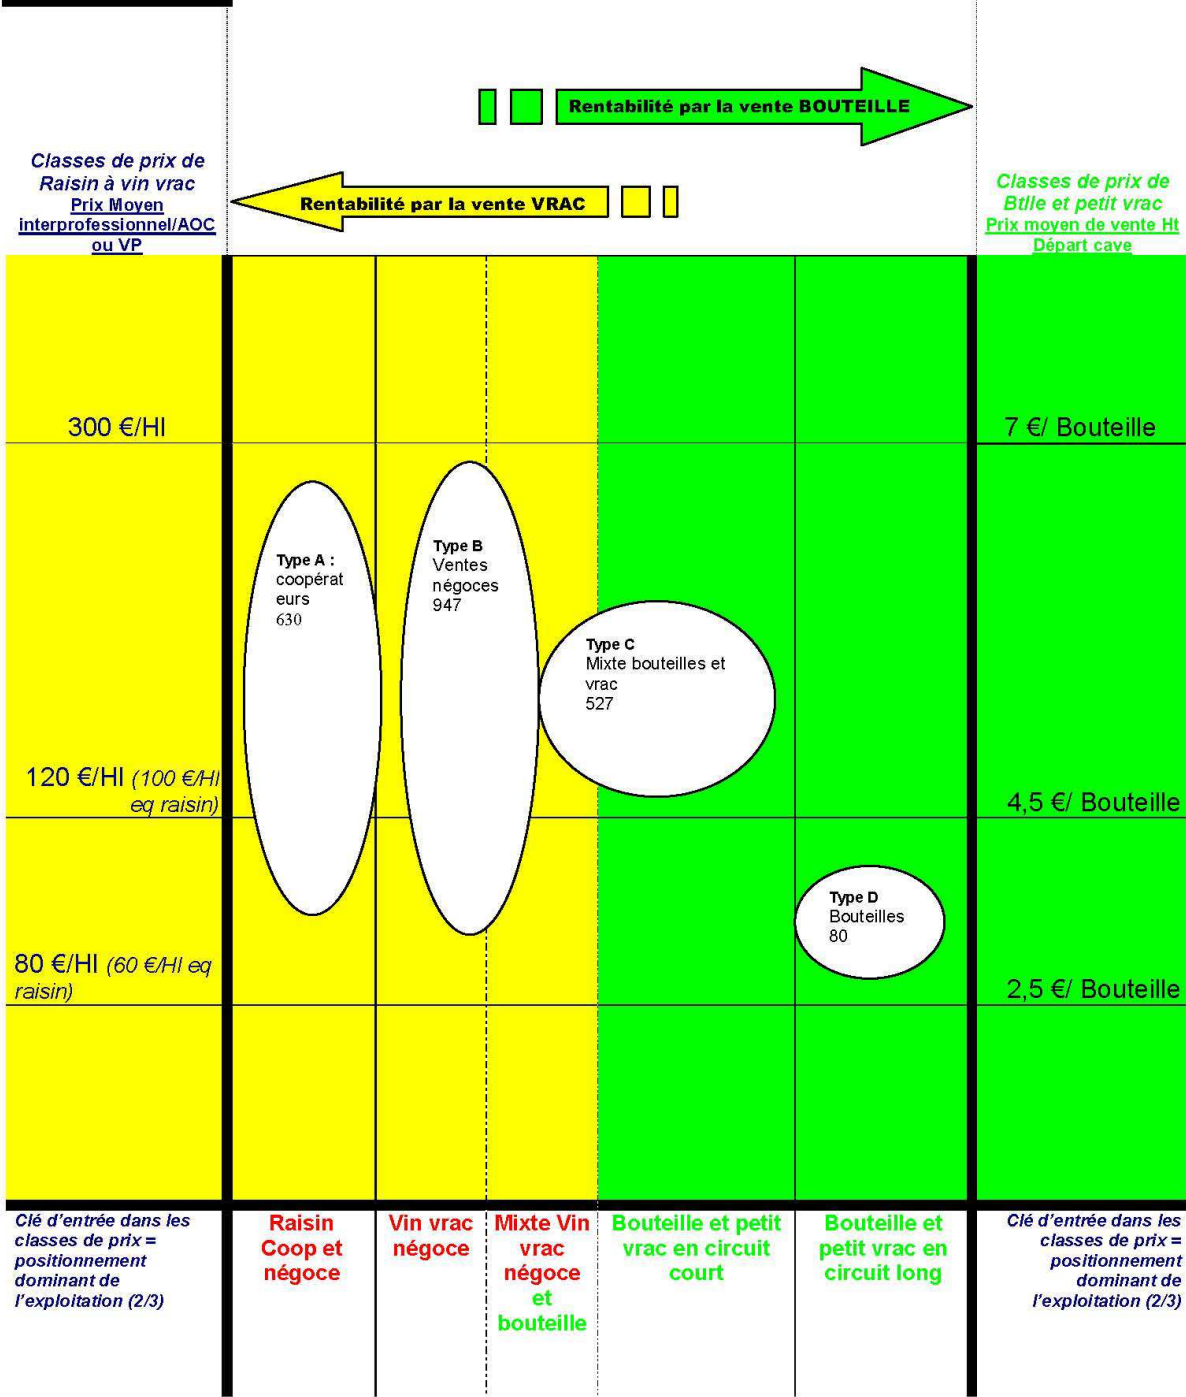 Rentabilité par la vente BOUTEILLE
Classes de prix de
Raisin à vin vrac
Prix Moyen
interprofessionnel/AOC
ou VP
Rentabilité par la vente VRAC
Classes de prix de
Btlle et petit vrac
Prix moyen de vente Ht
Départ cave
300 €/Hl
7 €/ Bouteille
Type A :
coopérat
eurs
630
Type B
Ventes
négoces
947
Type C
Mixte bouteilles et
vrac
527
120 €/Hl (100 €/Hl
eq raisin)
4,5 €/ Bouteille
Type D
Bouteilles
80
80 €/Hl (60 €/Hl eq
raisin)
2,5 €/ Bouteille
Clé d'entrée dans les
classes de prix =
positionnement
dominant de
l'exploitation (2/3)
Raisin
Coop et
négoce
Vin vrac
négoce
Mixte Vin
vrac
négoce
et
bouteille
Bouteille et petit
vrac en circuit
court
Bouteille et
petit vrac en
circuit long
Clé d'entrée dans les
classes de prix =
positionnement
dominant de
l'exploitation (2/3)